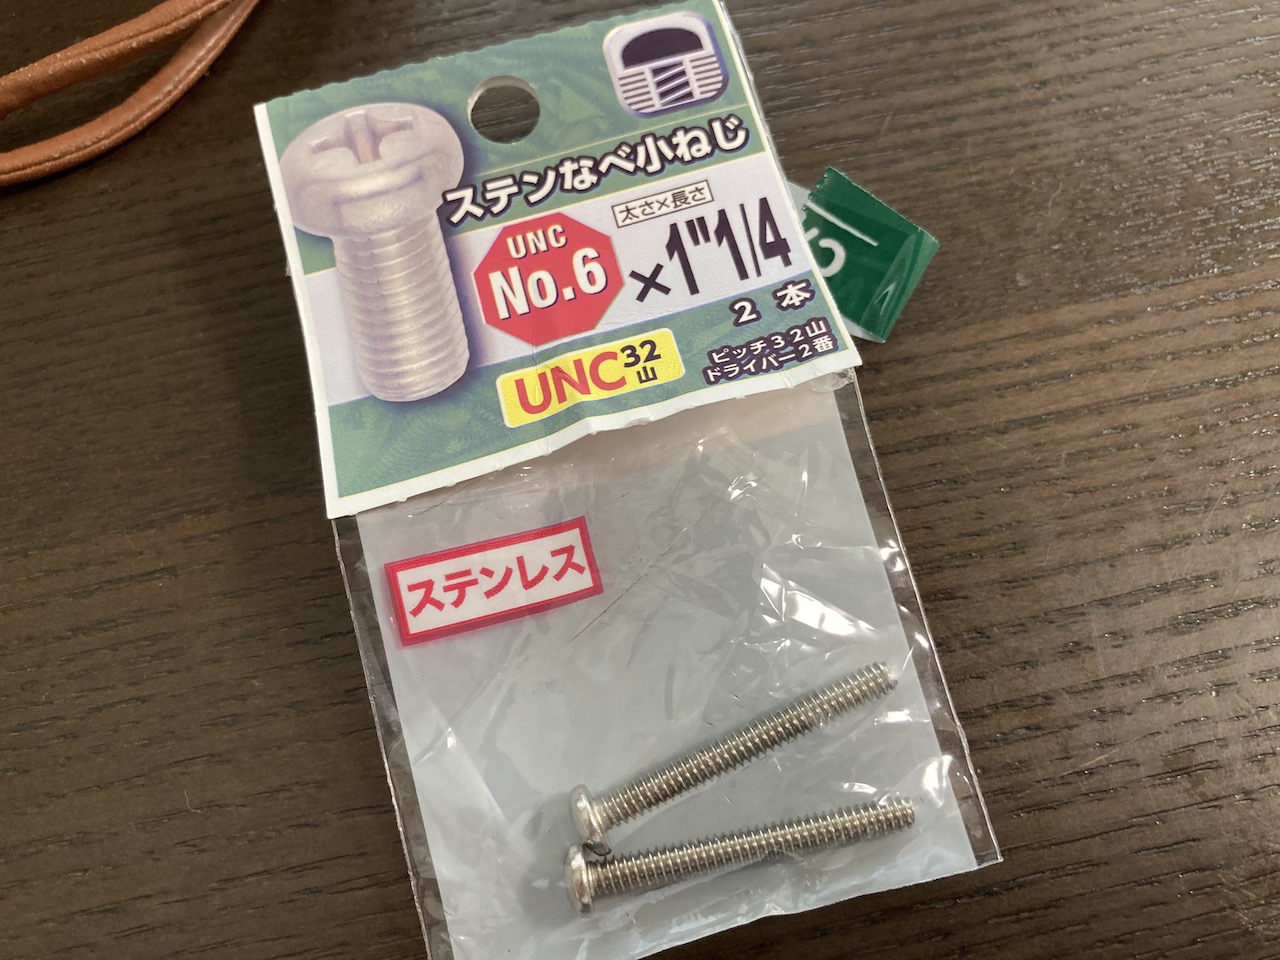 ステンなべ小ねじ
UNC
No.6
太さ×長さ
×1"1/4
2本
UNC32山
ピッチ32山
ドライバー2番
ステンレス